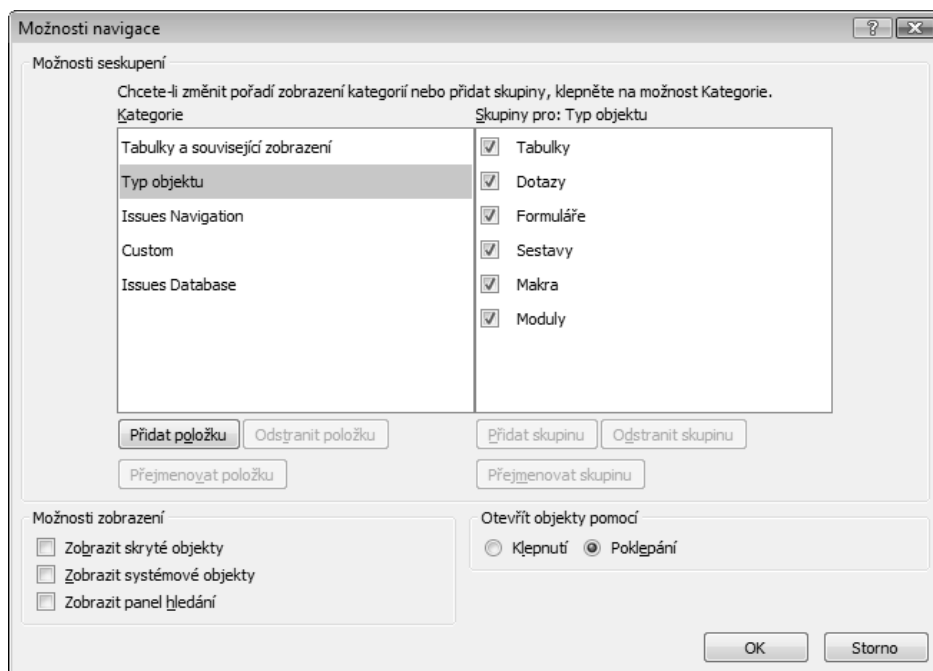 Možnosti navigace
Možnosti seskupení
Chcete-li změnit pořadí zobrazení kategorií nebo přidat skupiny, klepněte na možnost Kategorie.
Kategorie
Skupiny pro: Typ objektu
Tabulky a související zobrazení
Typ objektu
Issues Navigation
Custom
Issues Database
Tabulky
Dotazy
Formuláře
Sestavy
Makra
Moduly
Přidat položku
Odstranit položku
Přidat skupinu
Odstranit skupinu
Přejmenovat položku
Přejmenovat skupinu
Možnosti zobrazení
Zobrazit skryté objekty
Zobrazit systémové objekty
Zobrazit panel hledání
Otevřít objekty pomocí
Klepnutí
Poklepání
OK
Storno